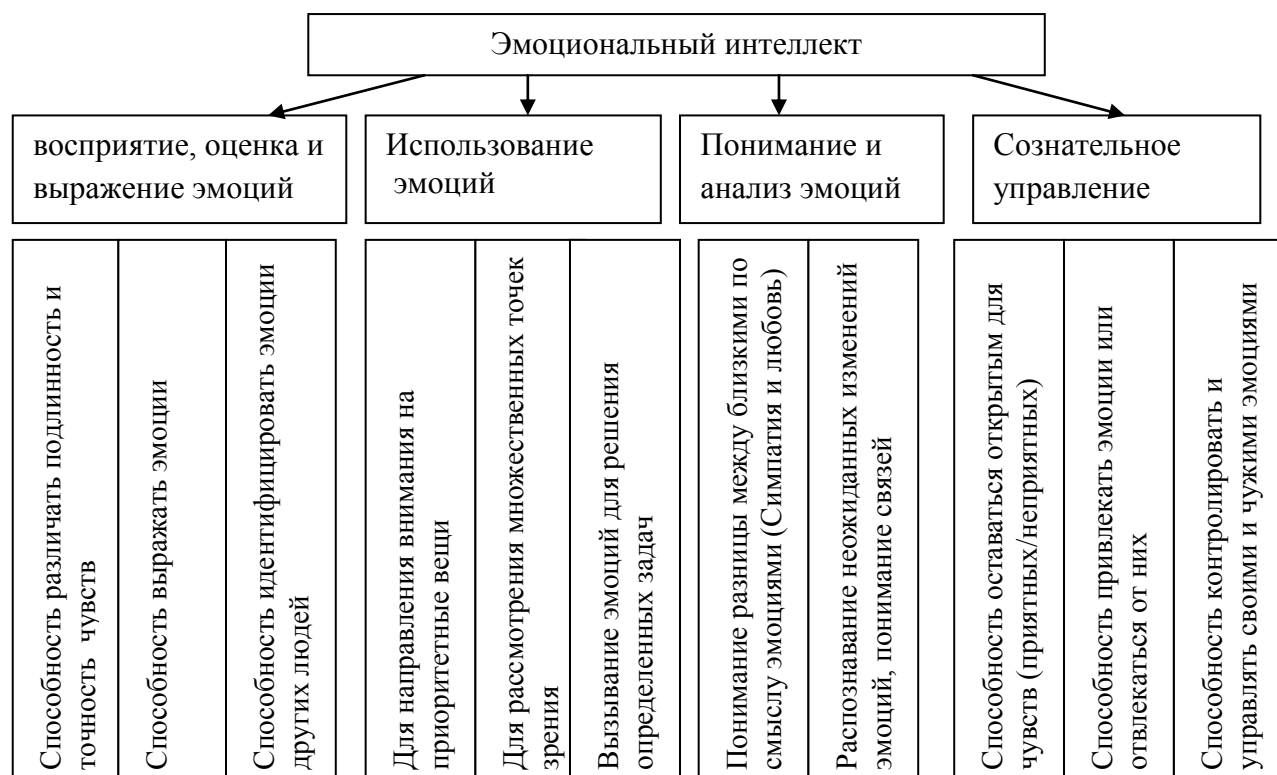 Эмоциональный интеллект
восприятие, оценка и
выражение эмоций
Использование
эмоций
Понимание и
анализ эмоций
Сознательное
управление
Способность различать подлинность и
точность чувств
Способность выражать эмоции
Способность идентифицировать эмоции
других людей
Для направления внимания на
приоритетные вещи
Для рассмотрения множественных точек
зрения
Вызывание эмоций для решения
определенных задач
Понимание разницы между близкими по
смыслу эмоциями (Симпатия и любовь)
Распознавание неожиданных изменений
эмоций, понимание связей
Способность оставаться открытым для
чувств (приятных/неприятных)
Способность привлекать эмоции или
отвлекаться от них
Способность контролировать и
управлять своими и чужими эмоциями